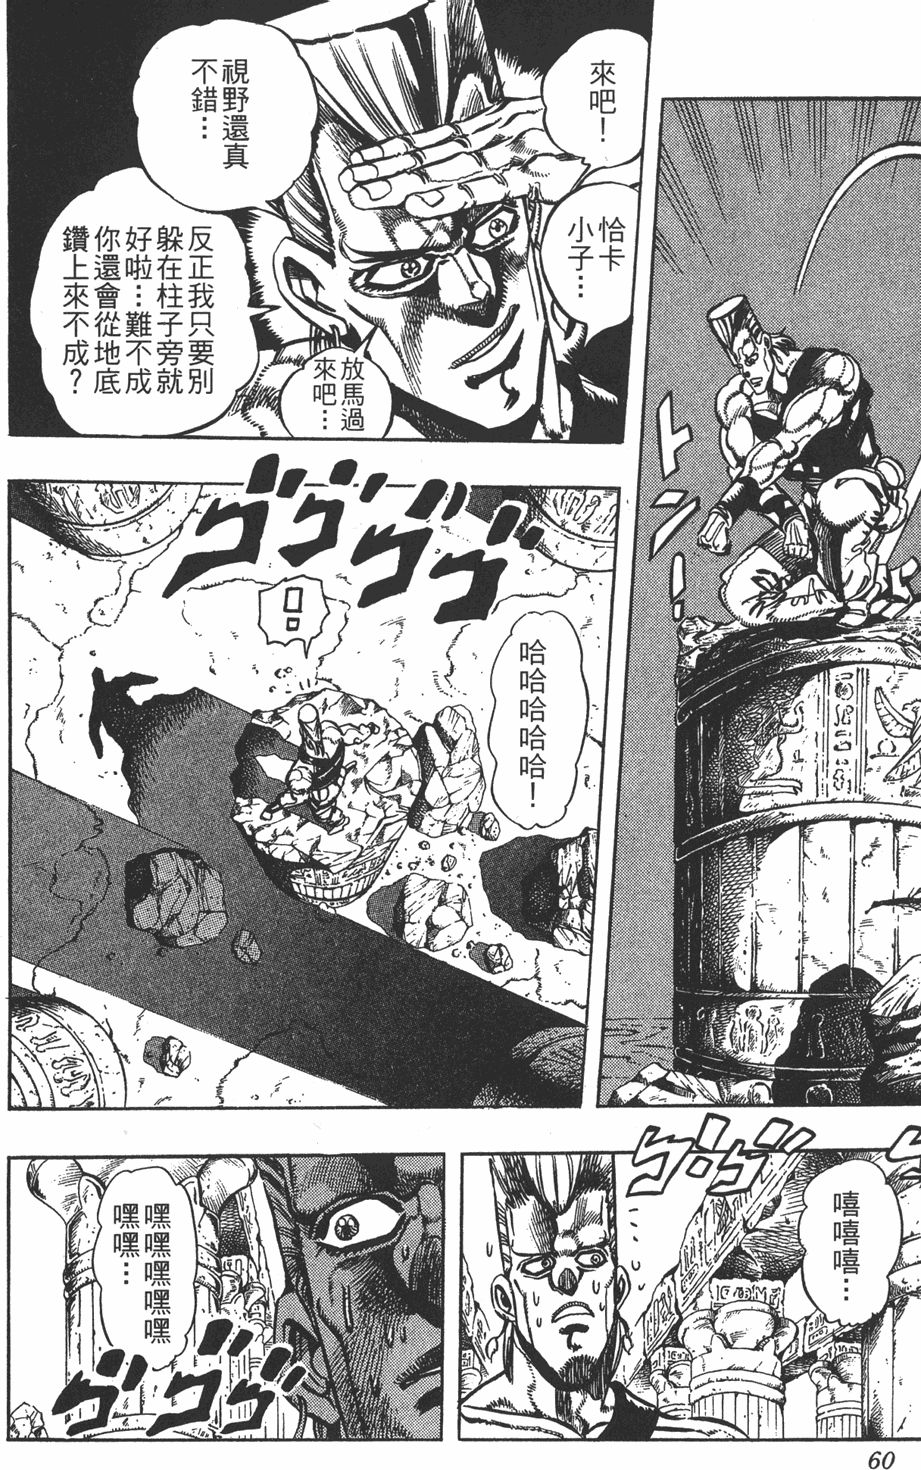 トン!
來吧!
恰卡
小子…
視野還真
不錯…
反正我只要別
躲在柱子旁就
好啦…難不成
你還會從地底
鑽上來不成?
放馬過
來吧…
ゴゴゴゴ
!!
哈哈哈哈哈!
ゴゴゴ
嘻嘻嘻…
嘿嘿嘿嘿
嘿嘿…
ゴゴゴ
60